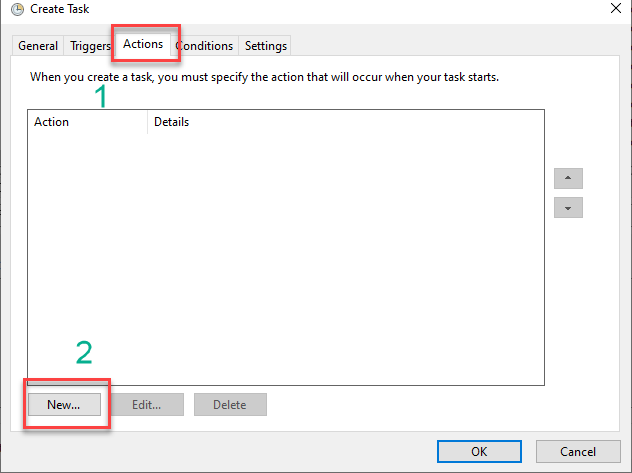 Create Task
General Triggers Actions Conditions Settings
When you create a task, you must specify the action that will occur when your task starts.
1
Action Details
2
New... Edit... Delete
OK Cancel